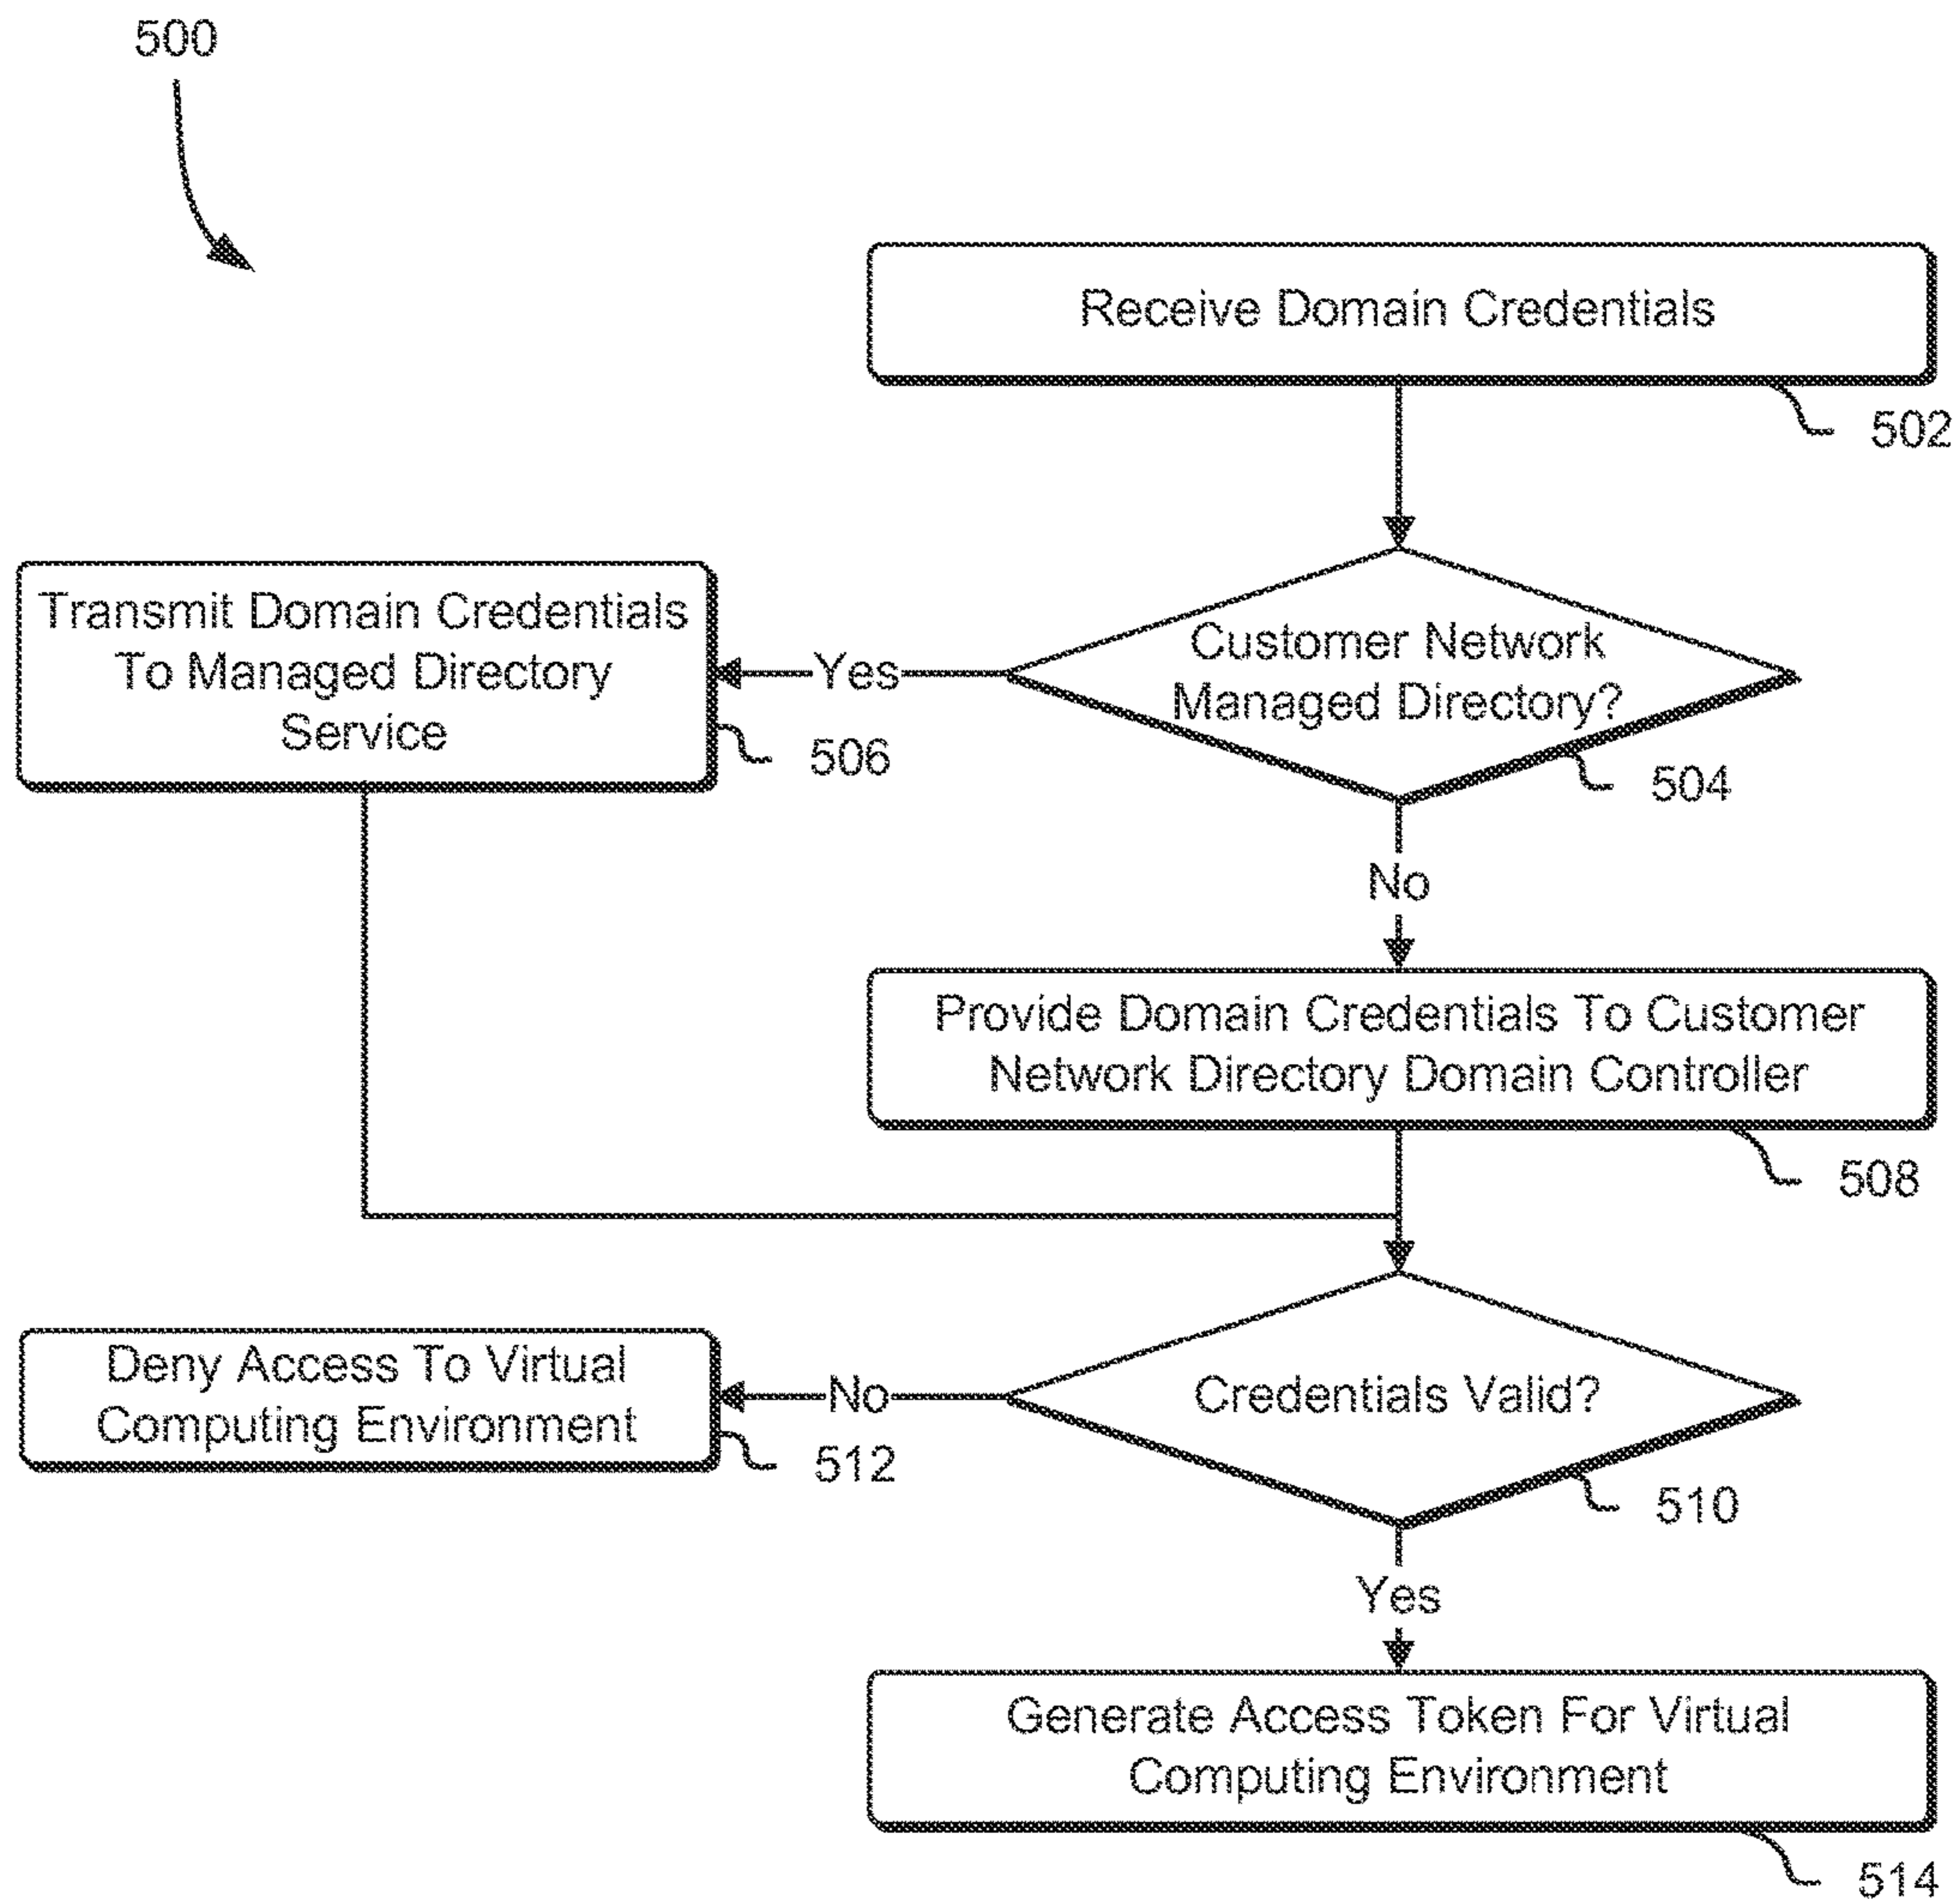 500
Receive Domain Credentials
502
Customer Network
Managed Directory?
504
Yes
Transmit Domain Credentials
To Managed Directory
Service
506
No
Provide Domain Credentials To Customer
Network Directory Domain Controller
508
Credentials Valid?
510
No
Deny Access To Virtual
Computing Environment
512
Yes
Generate Access Token For Virtual
Computing Environment
514